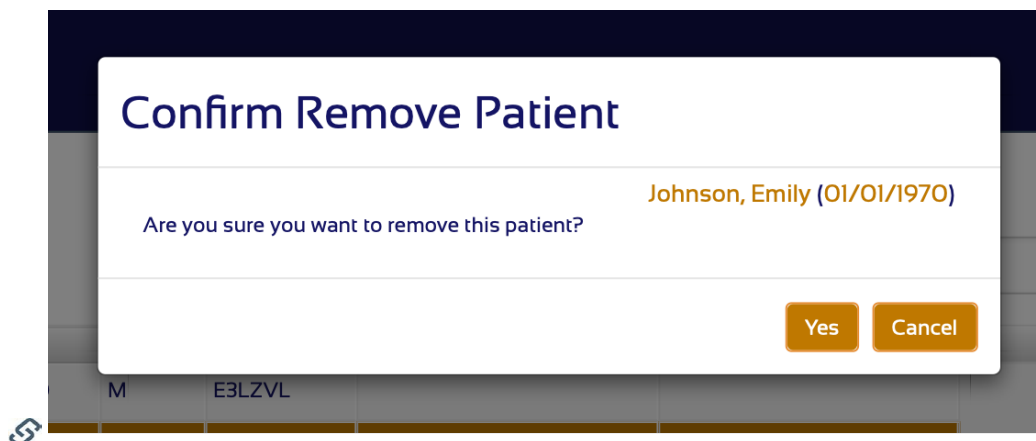 Confirm Remove Patient
Johnson, Emily (01/01/1970)
Are you sure you want to remove this patient?
Yes Cancel
M E3LZVL